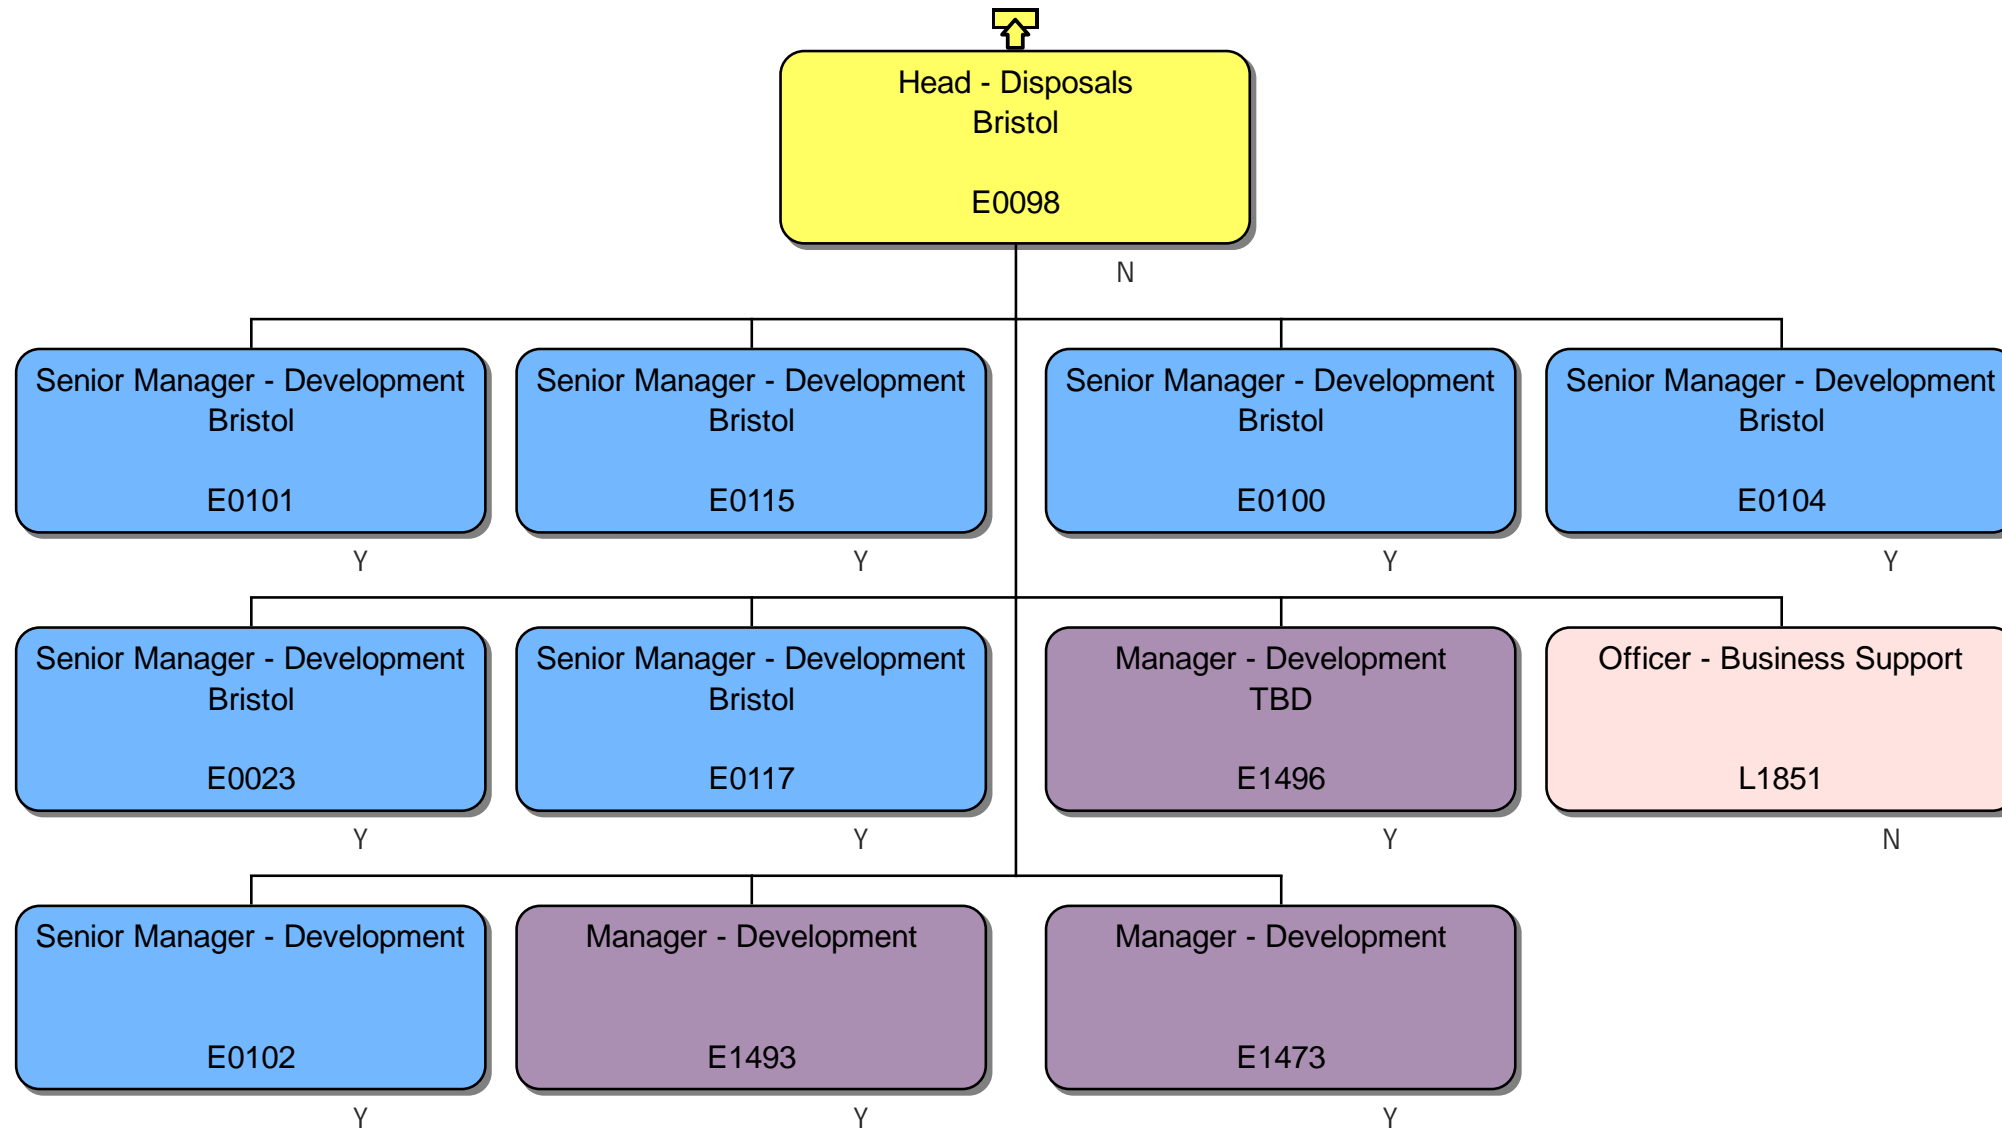 Head - Disposals
Bristol
E0098
N
Senior Manager - Development
Bristol
E0101
Y
Senior Manager - Development
Bristol
E0115
Y
Senior Manager - Development
Bristol
E0100
Y
Senior Manager - Development
Bristol
E0104
Y
Senior Manager - Development
Bristol
E0023
Y
Senior Manager - Development
Bristol
E0117
Y
Manager - Development
TBD
E1496
Y
Officer - Business Support
L1851
N
Senior Manager - Development
E0102
Y
Manager - Development
E1493
Y
Manager - Development
E1473
Y